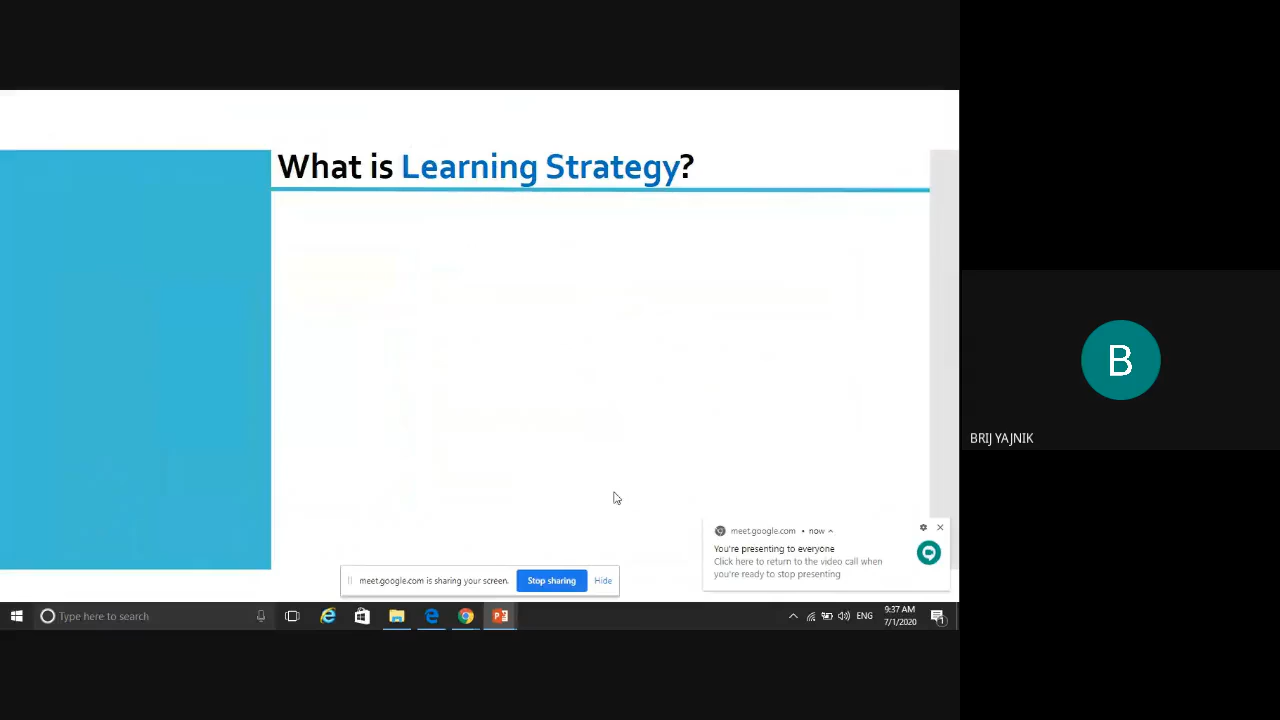 What is Learning Strategy?
B
BRIJ YAJNIK
meet.google.com • now
You're presenting to everyone
Click here to return to the video call when
you're ready to stop presenting
meet.google.com is sharing your screen.
Stop sharing
Hide
Type here to search
ENG
9:37 AM
7/1/2020
1